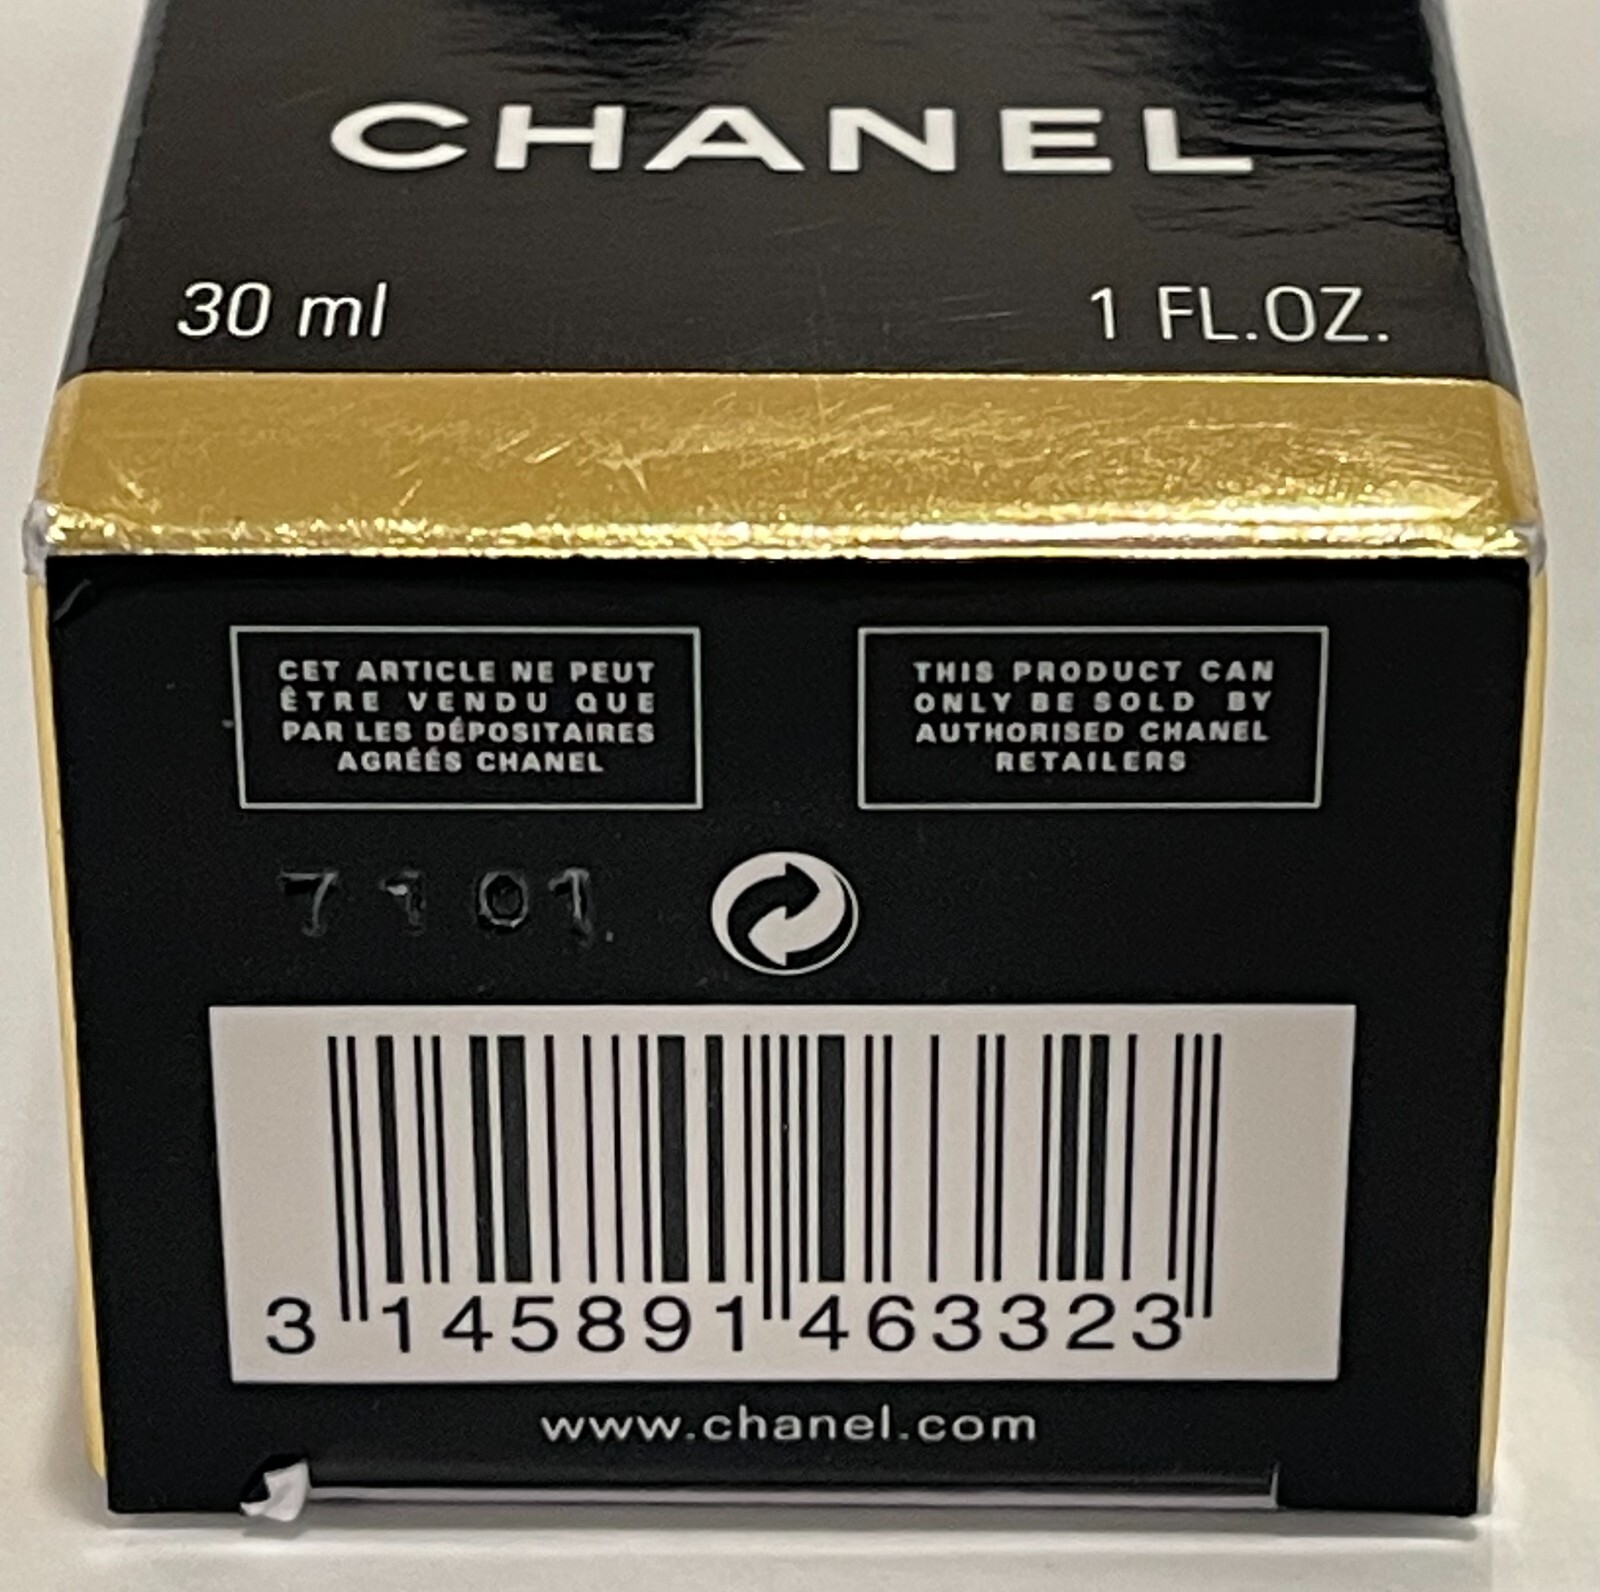 CHANEL
30 ml
1 FL.OZ.
CET ARTICLE NE PEUT
ÊTRE VENDU QUE
PAR LES DÉPOSITAIRES
AGRÉÉS CHANEL
THIS PRODUCT CAN
ONLY BE SOLD BY
AUTHORISED CHANEL
RETAILERS
7101
3 145891 463323
www.chanel.com